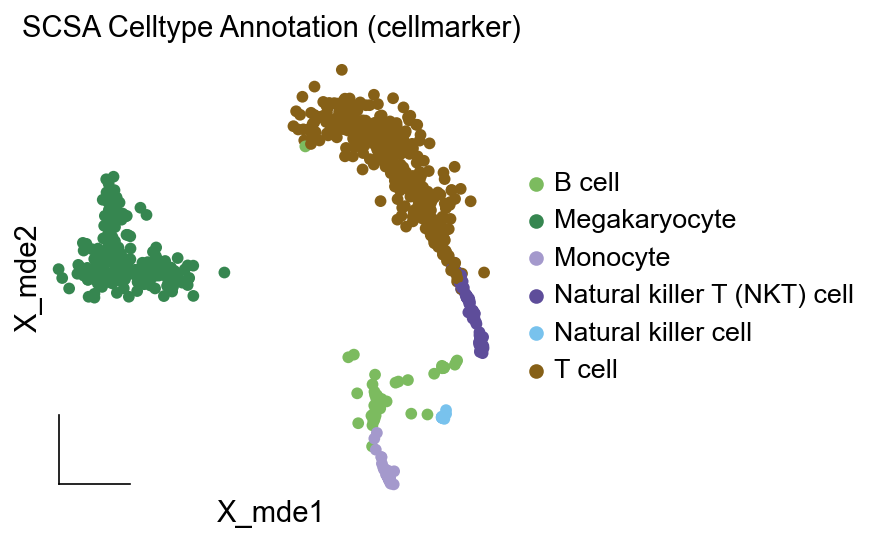 SCSA Celltype Annotation (cellmarker)
B cell
Megakaryocyte
Monocyte
Natural killer T (NKT) cell
Natural killer cell
T cell
X_mde2
X_mde1